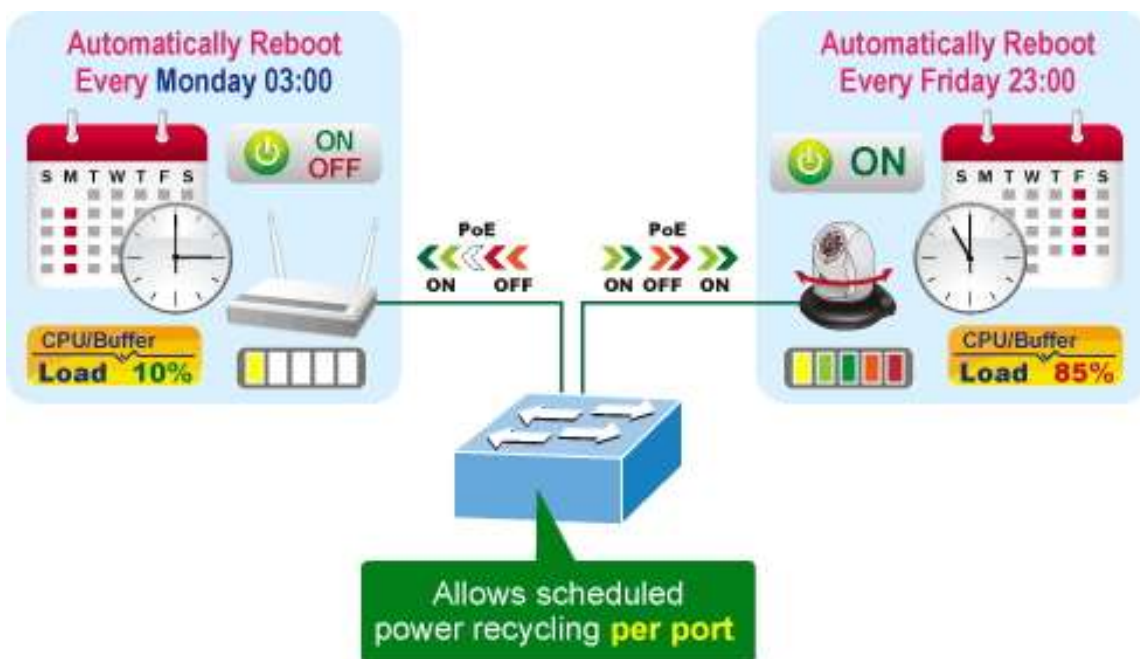 Automatically Reboot
Every Monday 03:00
ON
OFF
S M T W T F S
CPU/Buffer
Load 10%
PoE
ON OFF
PoE
ON OFF ON
Automatically Reboot
Every Friday 23:00
ON
S M T W T F S
CPU/Buffer
Load 85%
Allows scheduled
power recycling per port